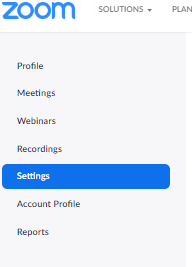 zoom SOLUTIONS PLAN
Profile
Meetings
Webinars
Recordings
Settings
Account Profile
Reports